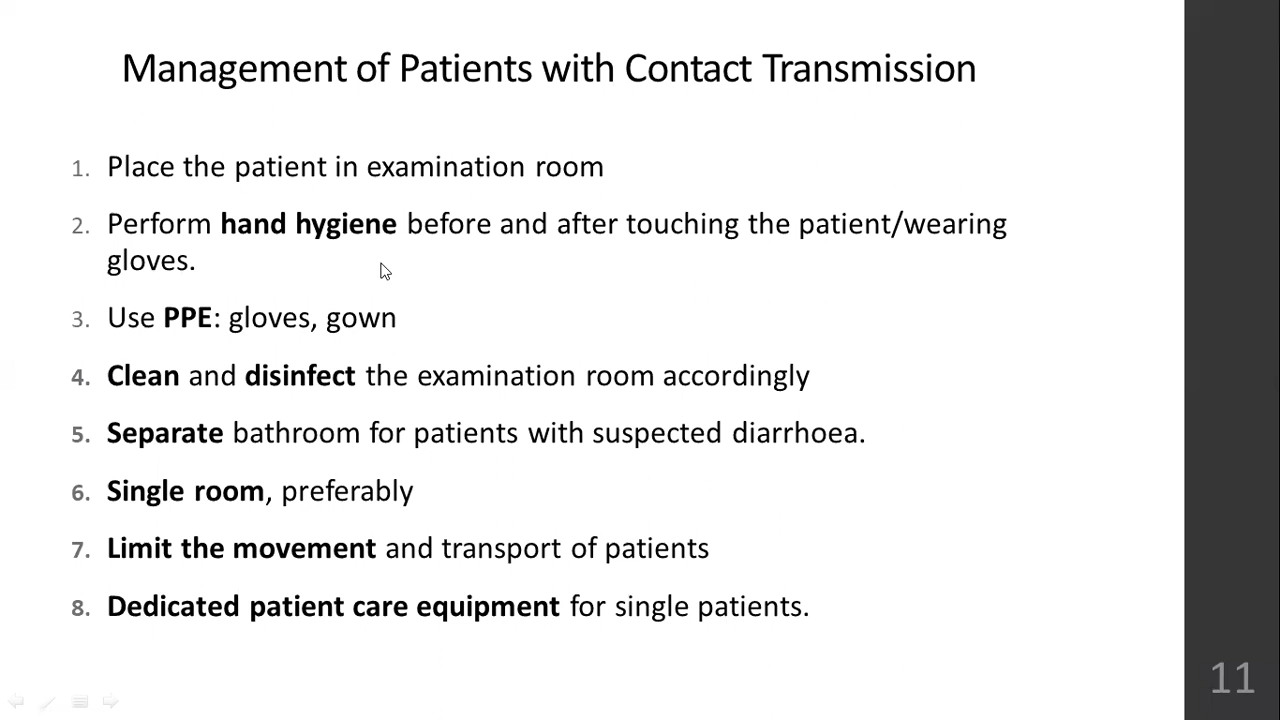 Management of Patients with Contact Transmission
1. Place the patient in examination room
2. Perform hand hygiene before and after touching the patient/wearing
gloves.
3. Use PPE: gloves, gown
4. Clean and disinfect the examination room accordingly
5. Separate bathroom for patients with suspected diarrhoea.
6. Single room, preferably
7. Limit the movement and transport of patients
8. Dedicated patient care equipment for single patients.
11